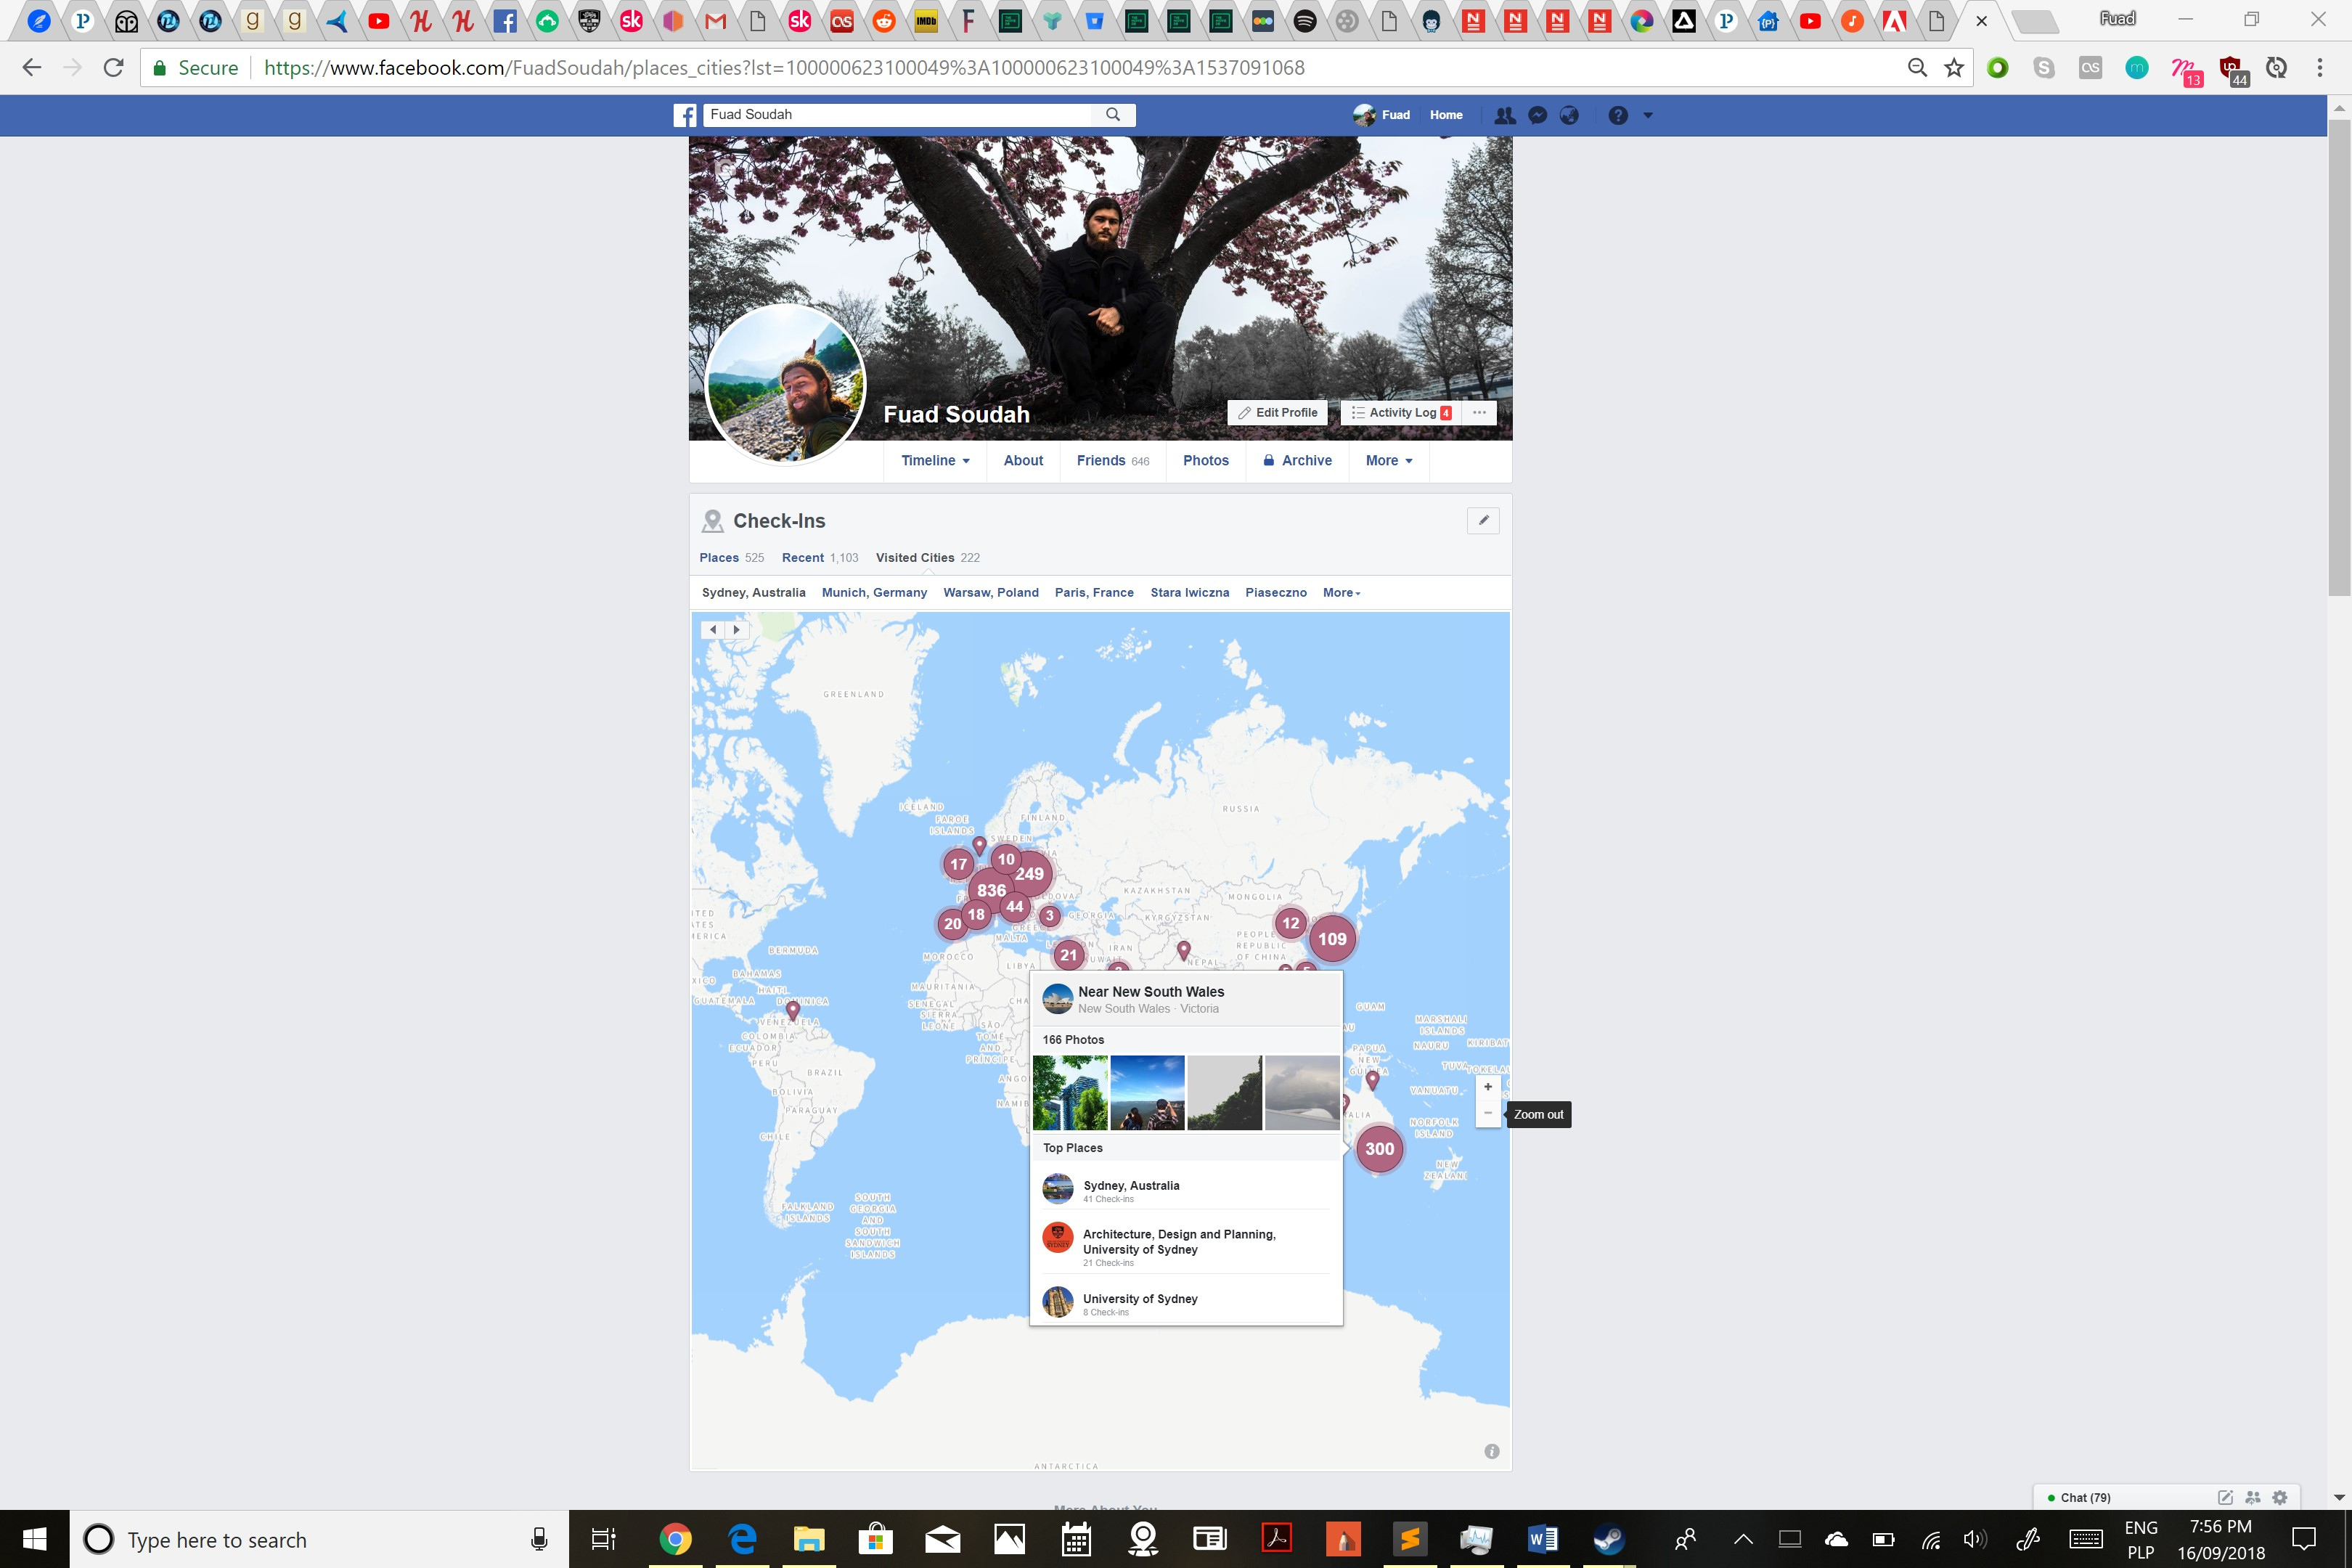 Fuad
Secure
https://www.facebook.com/FuadSoudah/places_cities?lst=100000623100049%3A100000623100049%3A1537091068
13
44
Fuad Soudah
Fuad
Home
Fuad Soudah
Edit Profile
Activity Log 4
Timeline
About
Friends 646
Photos
Archive
More
Check-Ins
Places 525
Recent 1,103
Visited Cities 222
Sydney, Australia
Munich, Germany
Warsaw, Poland
Paris, France
Stara Iwiczna
Piaseczno
More
GREENLAND
ICELAND
RUSSIA
FAROE
ISLANDS
FINLAND
SWEDEN
17
10
249
836
KAZAKHSTAN
MONGOLIA
20
18
44
3
GEORGIA
KYRGYZSTAN
12
109
MALTA
BERMUDA
MOROCCO
21
IRAN
NEPAL
PEOPLE
REPUBLIC
OF CHINA
LIBYA
BAHAMAS
HAITI
DOMINICA
GUATEMALA
MAURITANIA
SENEGAL
SIERRA
LEONE
VENEZUELA
COLOMBIA
ECUADOR
PERU
BRAZIL
BOLIVIA
PARAGUAY
CHILE
SÃO
TOMÉ
AND
PRÍNCIPE
GUAM
MARSHALL
ISLANDS
NAURU
PAPUA
NEW
GUINEA
VANUATU
NORFOLK
ISLAND
NEW
ZEALAND
FALKLAND
ISLANDS
SOUTH
GEORGIA
AND
SOUTH
SANDWICH
ISLANDS
ANTARCTICA
Near New South Wales
New South Wales · Victoria
166 Photos
Top Places
Sydney, Australia
41 Check-ins
Architecture, Design and Planning,
University of Sydney
21 Check-ins
University of Sydney
8 Check-ins
300
+
−
Zoom out
Chat (79)
Type here to search
ENG
PLP
7:56 PM
16/09/2018